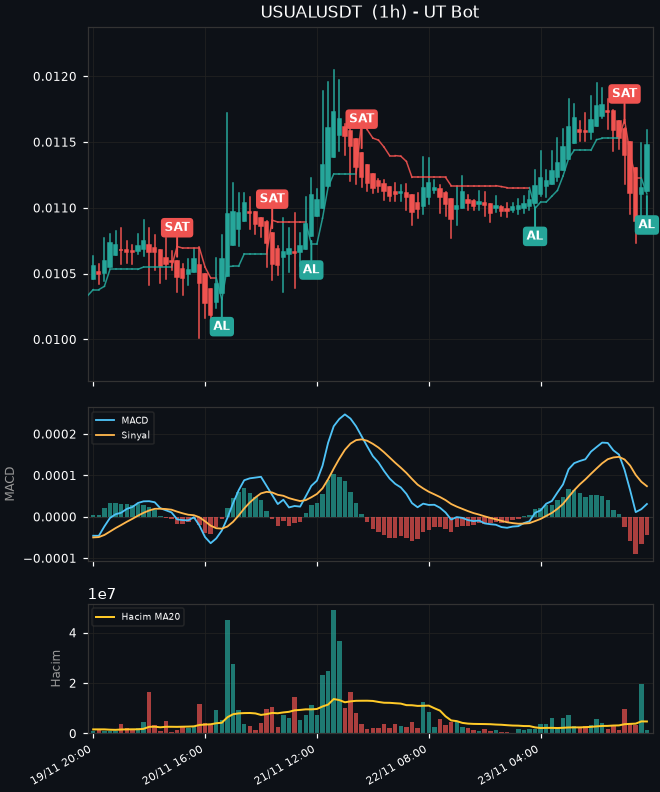 USUALUSDT (1h) - UT Bot
0.0120
0.0115
0.0110
0.0105
0.0100
SAT
SAT
SAT
SAT
AL
AL
AL
AL
MACD
0.0002
0.0001
0.0000
−0.0001
MACD
Sinyal
1e7
Hacim
4
2
0
Hacim MA20
19/11 20:00
20/11 16:00
21/11 12:00
22/11 08:00
23/11 04:00